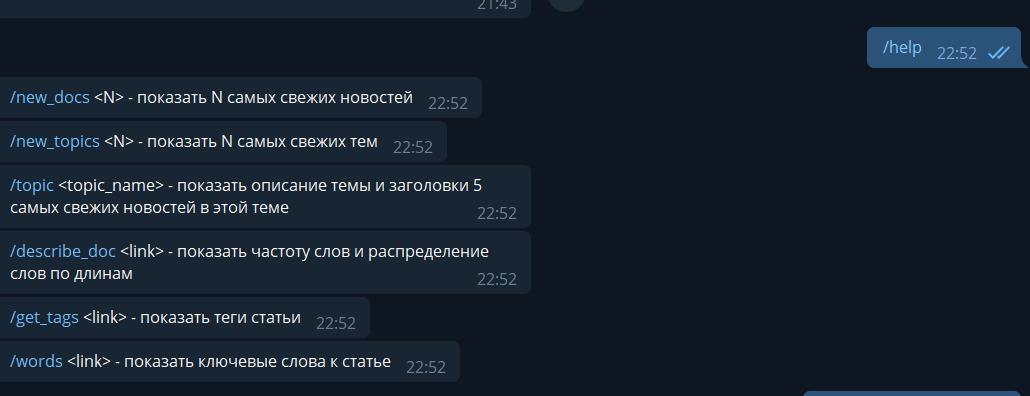 21:43
/help 22:52
/new_docs <N> - показать N самых свежих новостей 22:52
/new_topics <N> - показать N самых свежих тем 22:52
/topic <topic_name> - показать описание темы и заголовки 5
самых свежих новостей в этой теме 22:52
/describe_doc <link> - показать частоту слов и распределение
слов по длинам 22:52
/get_tags <link> - показать теги статьи 22:52
/words <link> - показать ключевые слова к статье 22:52